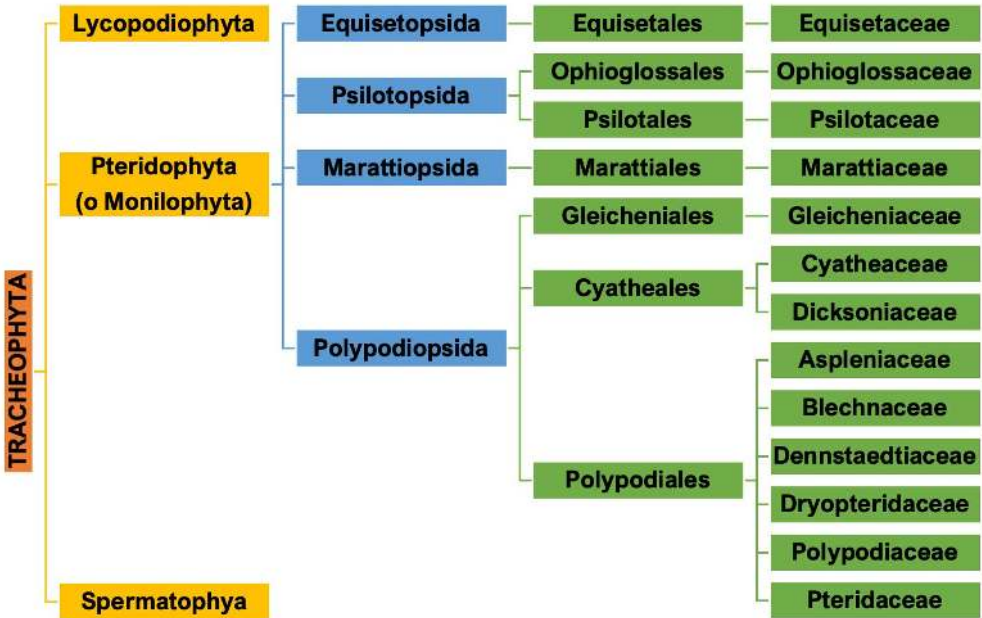 Lycopodiophyta
Equisetopsida
Equisetales
Equisetaceae
Psilotopsida
Ophioglossales
Ophioglossaceae
Psilotales
Psilotaceae
Pteridophyta
(o Monilophyta)
Marattiopsida
Marattiales
Marattiaceae
Gleicheniales
Gleicheniaceae
Cyatheales
Cyatheaceae
Dicksoniaceae
TRACHEOPHYTA
Polypodiopsida
Aspleniaceae
Blechnaceae
Dennstaedtiaceae
Polypodiales
Dryopteridaceae
Polypodiaceae
Pteridaceae
Spermatophya